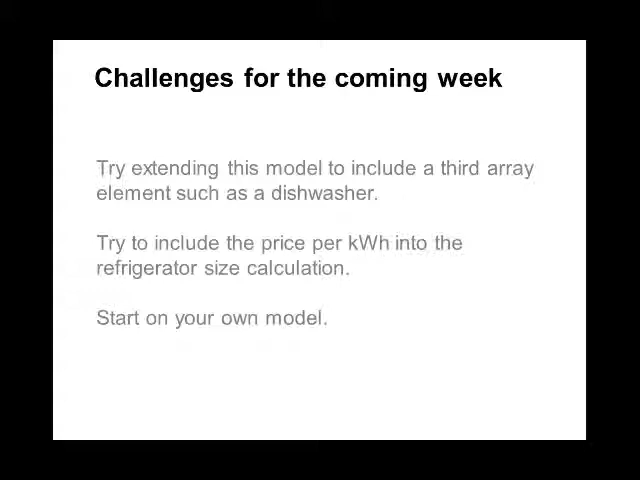 Challenges for the coming week
Try extending this model to include a third array
element such as a dishwasher.
Try to include the price per kWh into the
refrigerator size calculation.
Start on your own model.